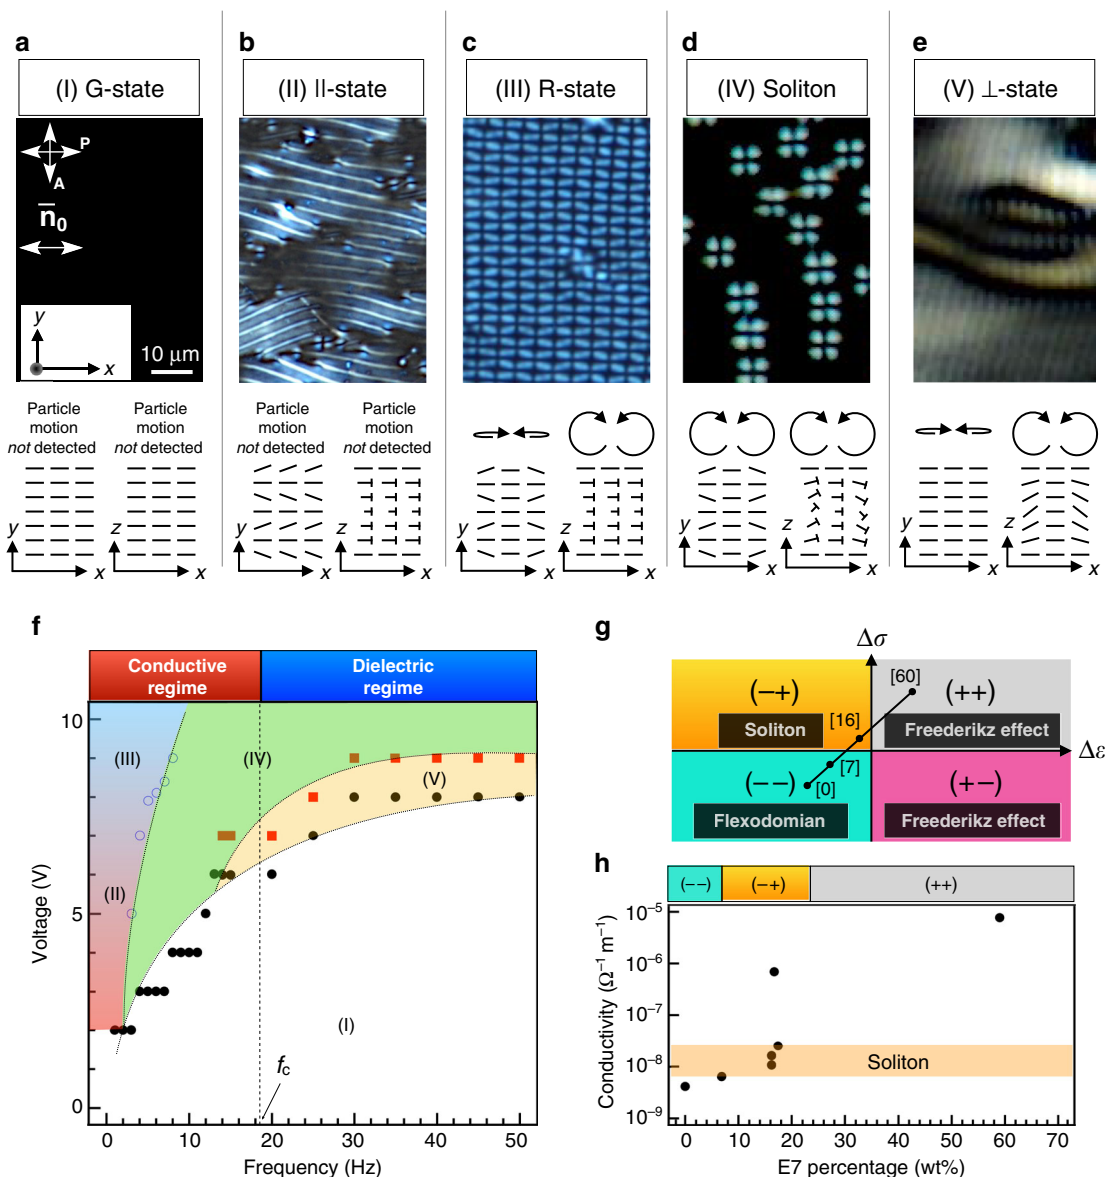 a
(I) G-state
P
A
n̄₀
y
x
10 μm
Particle motion not detected
Particle motion not detected
y
x
z
x
b
(II) ||-state
Particle motion not detected
Particle motion not detected
y
x
z
x
c
(III) R-state
y
x
z
x
d
(IV) Soliton
y
x
z
x
e
(V) ⊥-state
y
x
z
x
f
Conductive regime
Dielectric regime
10
5
0
Voltage (V)
(III)
(IV)
(V)
(II)
(I)
fc
0 10 20 30 40 50
Frequency (Hz)
g
Δσ
[60]
(−+)
(++)
[16]
Soliton
Freederikz effect
Δε
(−−)
[7]
(+−)
[0]
Flexodomian
Freederikz effect
h
(−−)
(−+)
(++)
10⁻⁵
10⁻⁶
10⁻⁷
10⁻⁸
10⁻⁹
Conductivity (Ω⁻¹ m⁻¹)
Soliton
0 10 20 30 40 50 60 70
E7 percentage (wt%)